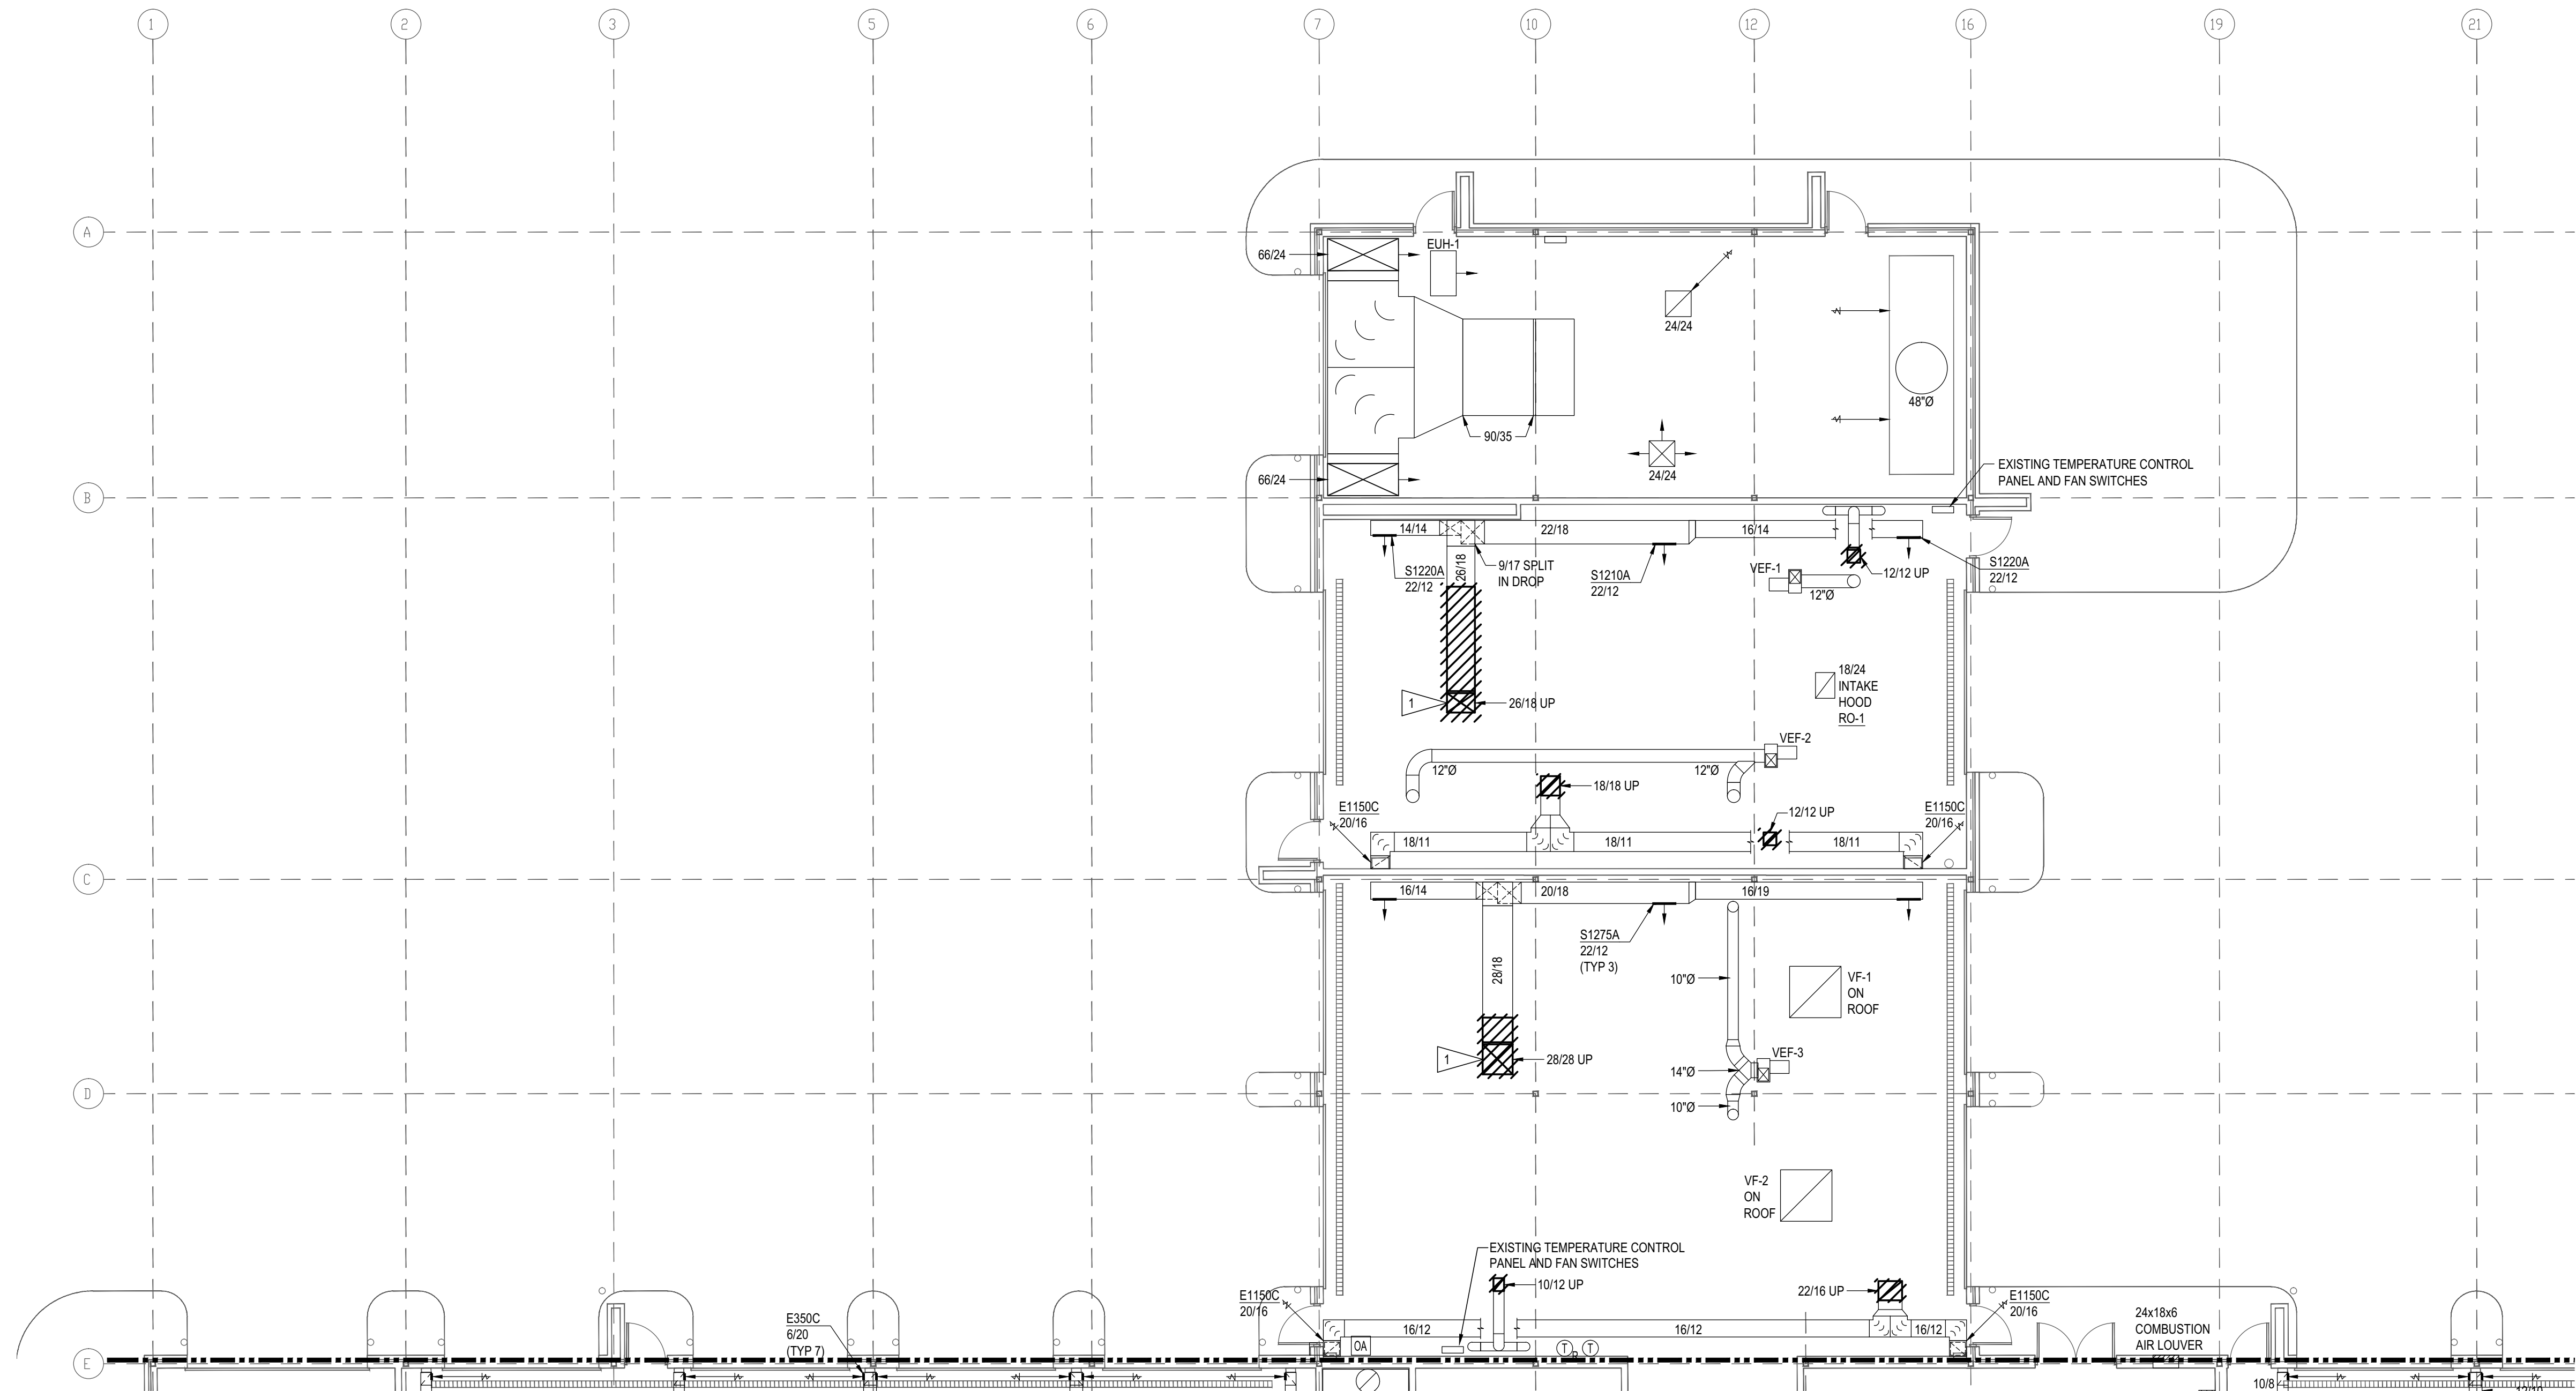 1 2 3 5 6 7 10 12 16 19 21
A
66/24
EUH-1
24/24
48"Ø
90/35
24/24
66/24
EXISTING TEMPERATURE CONTROL
PANEL AND FAN SWITCHES
B
14/14
22/18
16/14
26/18
9/17 SPLIT
IN DROP
S1220A
22/12
S1210A
22/12
VEF-1
12"Ø
12/12 UP
S1220A
22/12
1
26/18 UP
18/24
INTAKE
HOOD
RO-1
VEF-2
12"Ø
12"Ø
18/18 UP
E1150C
20/16
12/12 UP
E1150C
20/16
18/11
18/11
18/11
C
16/14
20/18
16/19
S1275A
22/12
(TYP 3)
28/18
10"Ø
VF-1
ON
ROOF
1
28/28 UP
VEF-3
14"Ø
D
10"Ø
VF-2
ON
ROOF
EXISTING TEMPERATURE CONTROL
PANEL AND FAN SWITCHES
10/12 UP
22/16 UP
E1150C
20/16
E1150C
20/16
E350C
6/20
(TYP 7)
16/12
16/12
16/12
24x18x6
COMBUSTION
AIR LOUVER
OA
T
R
T
E
10/8